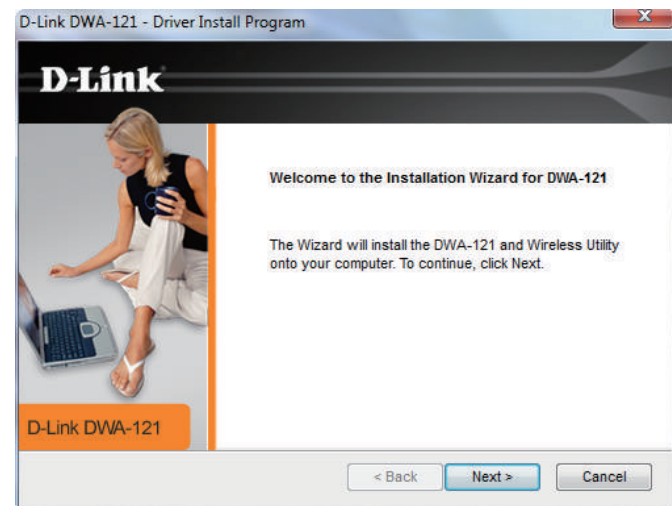 D-Link DWA-121 - Driver Install Program
D-Link
Welcome to the Installation Wizard for DWA-121
The Wizard will install the DWA-121 and Wireless Utility
onto your computer. To continue, click Next.
D-Link DWA-121
< Back
Next >
Cancel